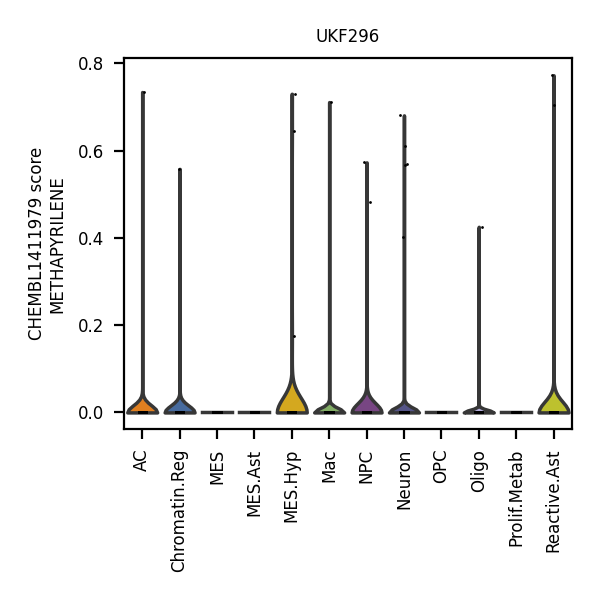 UKF296
CHEMBL1411979 score
METHAPYRILENE
0.8
0.6
0.4
0.2
0.0
AC
Chromatin.Reg
MES
MES.Ast
MES.Hyp
Mac
NPC
Neuron
OPC
Oligo
Prolif.Metab
Reactive.Ast